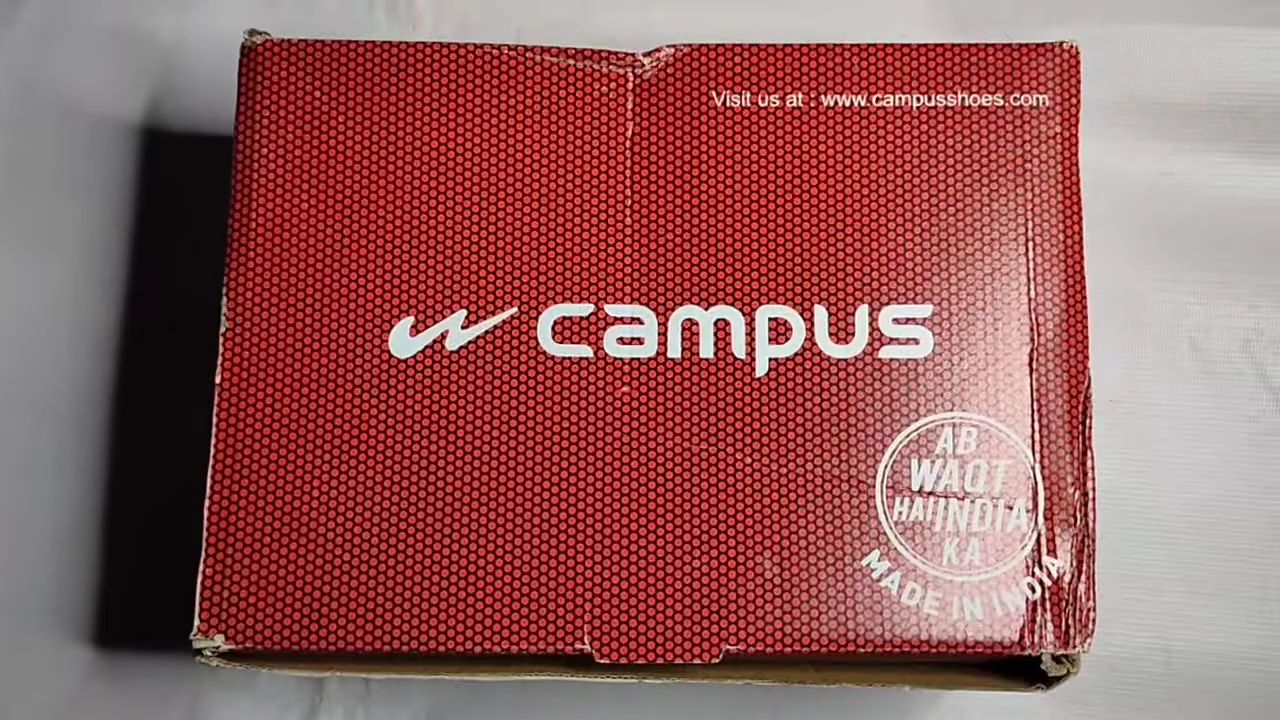 Visit us at : www.campusshoes.com
campus
AB
WAQT
HAI INDIA
KA
MADE IN INDIA